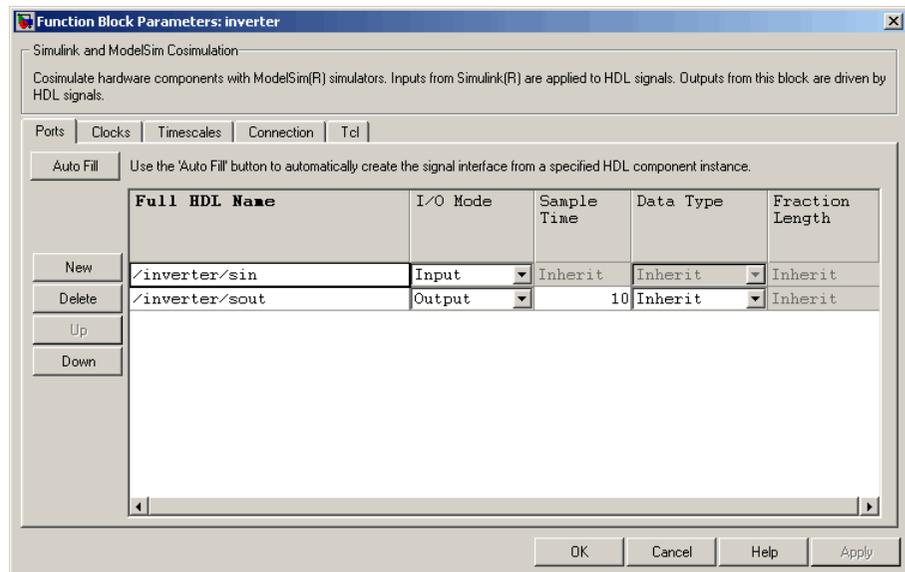 Function Block Parameters: inverter
Simulink and ModelSim Cosimulation
Cosimulate hardware components with ModelSim(R) simulators. Inputs from Simulink(R) are applied to HDL signals. Outputs from this block are driven by
HDL signals.
Ports Clocks Timescales Connection Tcl
Auto Fill Use the 'Auto Fill' button to automatically create the signal interface from a specified HDL component instance.
Full HDL Name I/O Mode Sample Time Data Type Fraction Length
New /inverter/sin Input Inherit Inherit Inherit
Delete /inverter/sout Output 10 Inherit Inherit
Up
Down
OK Cancel Help Apply